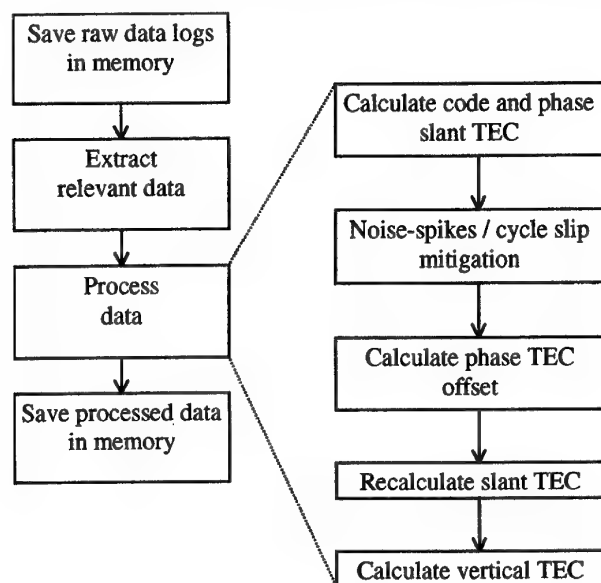 Save raw data logs
in memory
Extract
relevant data
Process
data
Save processed data
in memory
Calculate code and phase
slant TEC
Noise-spikes / cycle slip
mitigation
Calculate phase TEC
offset
Recalculate slant TEC
Calculate vertical TEC